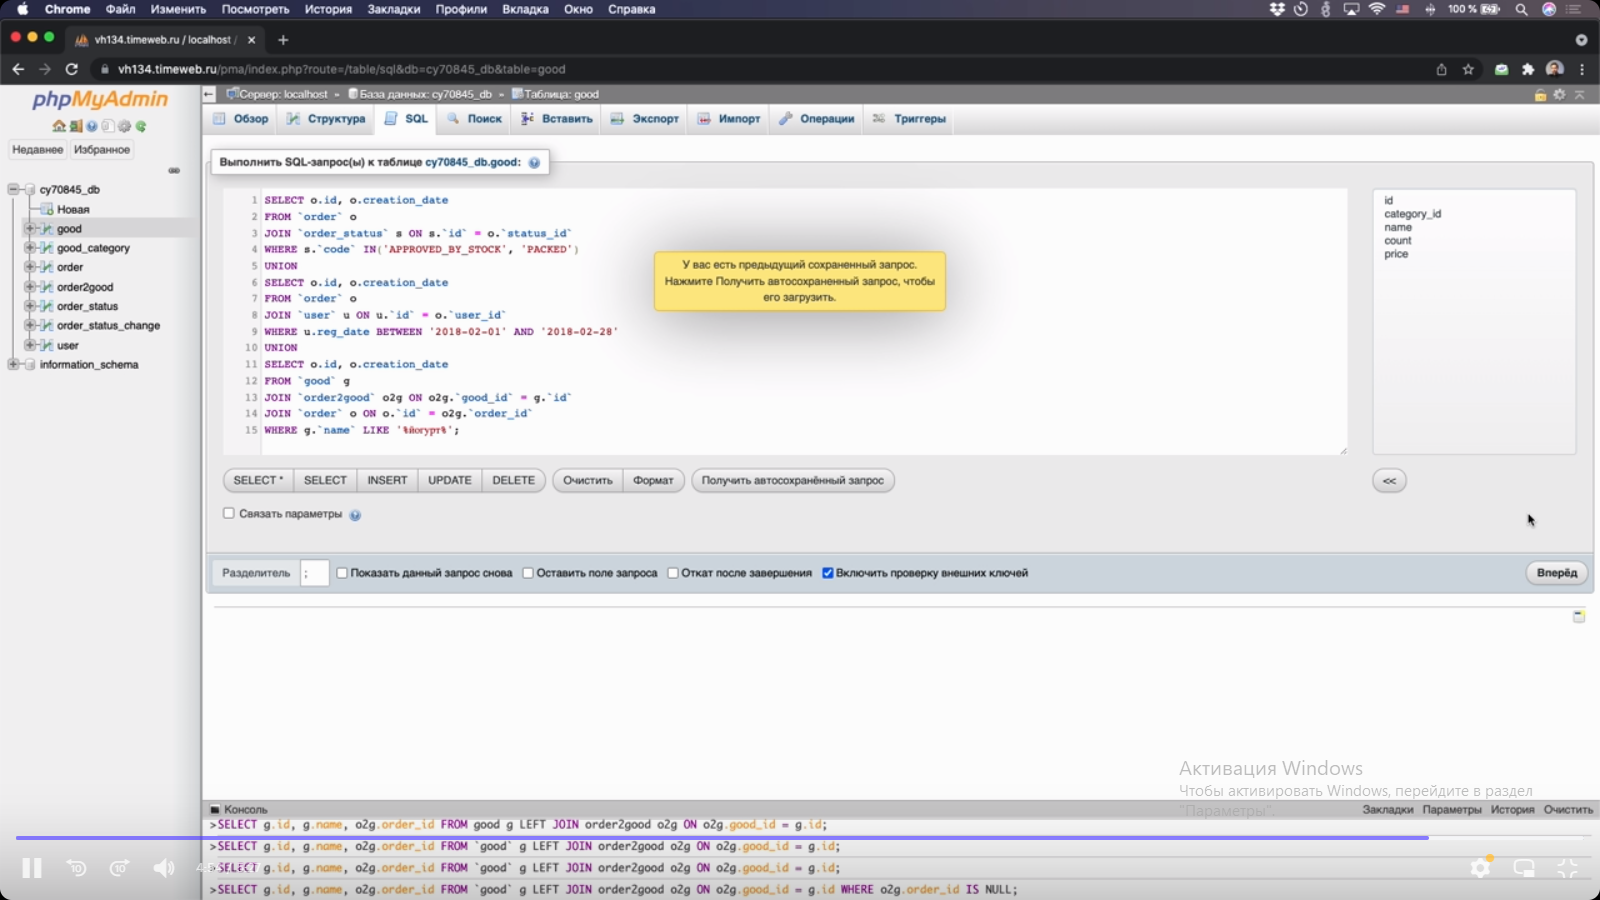 Chrome Файл Изменить Посмотреть История Закладки Профили Вкладка Окно Справка 100 %
vh134.timeweb.ru / localhost /
vh134.timeweb.ru/pma/index.php?route=/table/sql&db=cy70845_db&table=good
phpMyAdmin
Недавнее Избранное
cy70845_db
Новая
good
good_category
order
order2good
order_status
order_status_change
user
information_schema
Сервер: localhost » База данных: cy70845_db » Таблица: good
Обзор Структура SQL Поиск Вставить Экспорт Импорт Операции Триггеры
Выполнить SQL-запрос(ы) к таблице cy70845_db.good:
1 SELECT o.id, o.creation_date
2 FROM `order` o
3 JOIN `order_status` s ON s.`id` = o.`status_id`
4 WHERE s.`code` IN('APPROVED_BY_STOCK', 'PACKED')
5 UNION
6 SELECT o.id, o.creation_date
7 FROM `order` o
8 JOIN `user` u ON u.`id` = o.`user_id`
9 WHERE u.reg_date BETWEEN '2018-02-01' AND '2018-02-28'
10 UNION
11 SELECT o.id, o.creation_date
12 FROM `good` g
13 JOIN `order2good` o2g ON o2g.`good_id` = g.`id`
14 JOIN `order` o ON o.`id` = o2g.`order_id`
15 WHERE g.`name` LIKE '%йогурт%';
У вас есть предыдущий сохраненный запрос.
Нажмите Получить автосохраненный запрос, чтобы
его загрузить.
id
category_id
name
count
price
SELECT * SELECT INSERT UPDATE DELETE Очистить Формат Получить автосохранённый запрос <<
Связать параметры
Разделитель ; Показать данный запрос снова Оставить поле запроса Откат после завершения Включить проверку внешних ключей Вперёд
Активация Windows
Чтобы активировать Windows, перейдите в раздел
"Параметры".
Консоль Закладки Параметры История Очистить
>SELECT g.id, g.name, o2g.order_id FROM good g LEFT JOIN order2good o2g ON o2g.good_id = g.id;
>SELECT g.id, g.name, o2g.order_id FROM `good` g LEFT JOIN order2good o2g ON o2g.good_id = g.id;
>SELECT g.id, g.name, o2g.order_id FROM `good` g LEFT JOIN order2good o2g ON o2g.good_id = g.id;
>SELECT g.id, g.name, o2g.order_id FROM `good` g LEFT JOIN order2good o2g ON o2g.good_id = g.id WHERE o2g.order_id IS NULL;
10 10